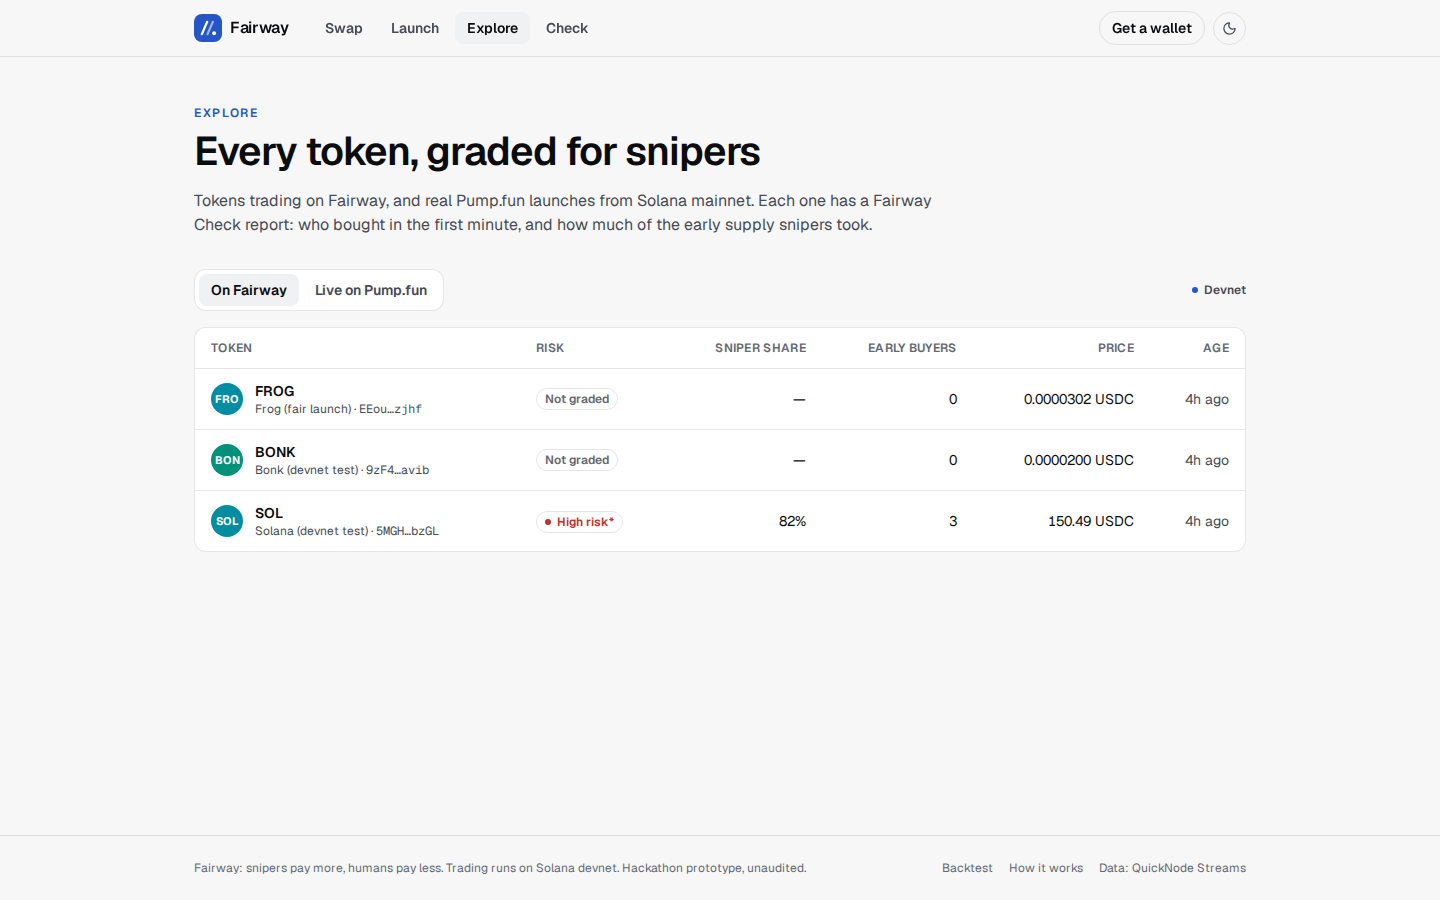 Fairway Swap Launch Explore Check Get a wallet
EXPLORE
Every token, graded for snipers
Tokens trading on Fairway, and real Pump.fun launches from Solana mainnet. Each one has a Fairway
Check report: who bought in the first minute, and how much of the early supply snipers took.
On Fairway Live on Pump.fun Devnet
TOKEN RISK SNIPER SHARE EARLY BUYERS PRICE AGE
FRO FROG Not graded — 0 0.0000302 USDC 4h ago
Frog (fair launch) · EEou…zjhf
BON BONK Not graded — 0 0.0000200 USDC 4h ago
Bonk (devnet test) · 9zF4…avib
SOL SOL High risk* 82% 3 150.49 USDC 4h ago
Solana (devnet test) · 5MGH…bzGL
Fairway: snipers pay more, humans pay less. Trading runs on Solana devnet. Hackathon prototype, unaudited. Backtest How it works Data: QuickNode Streams